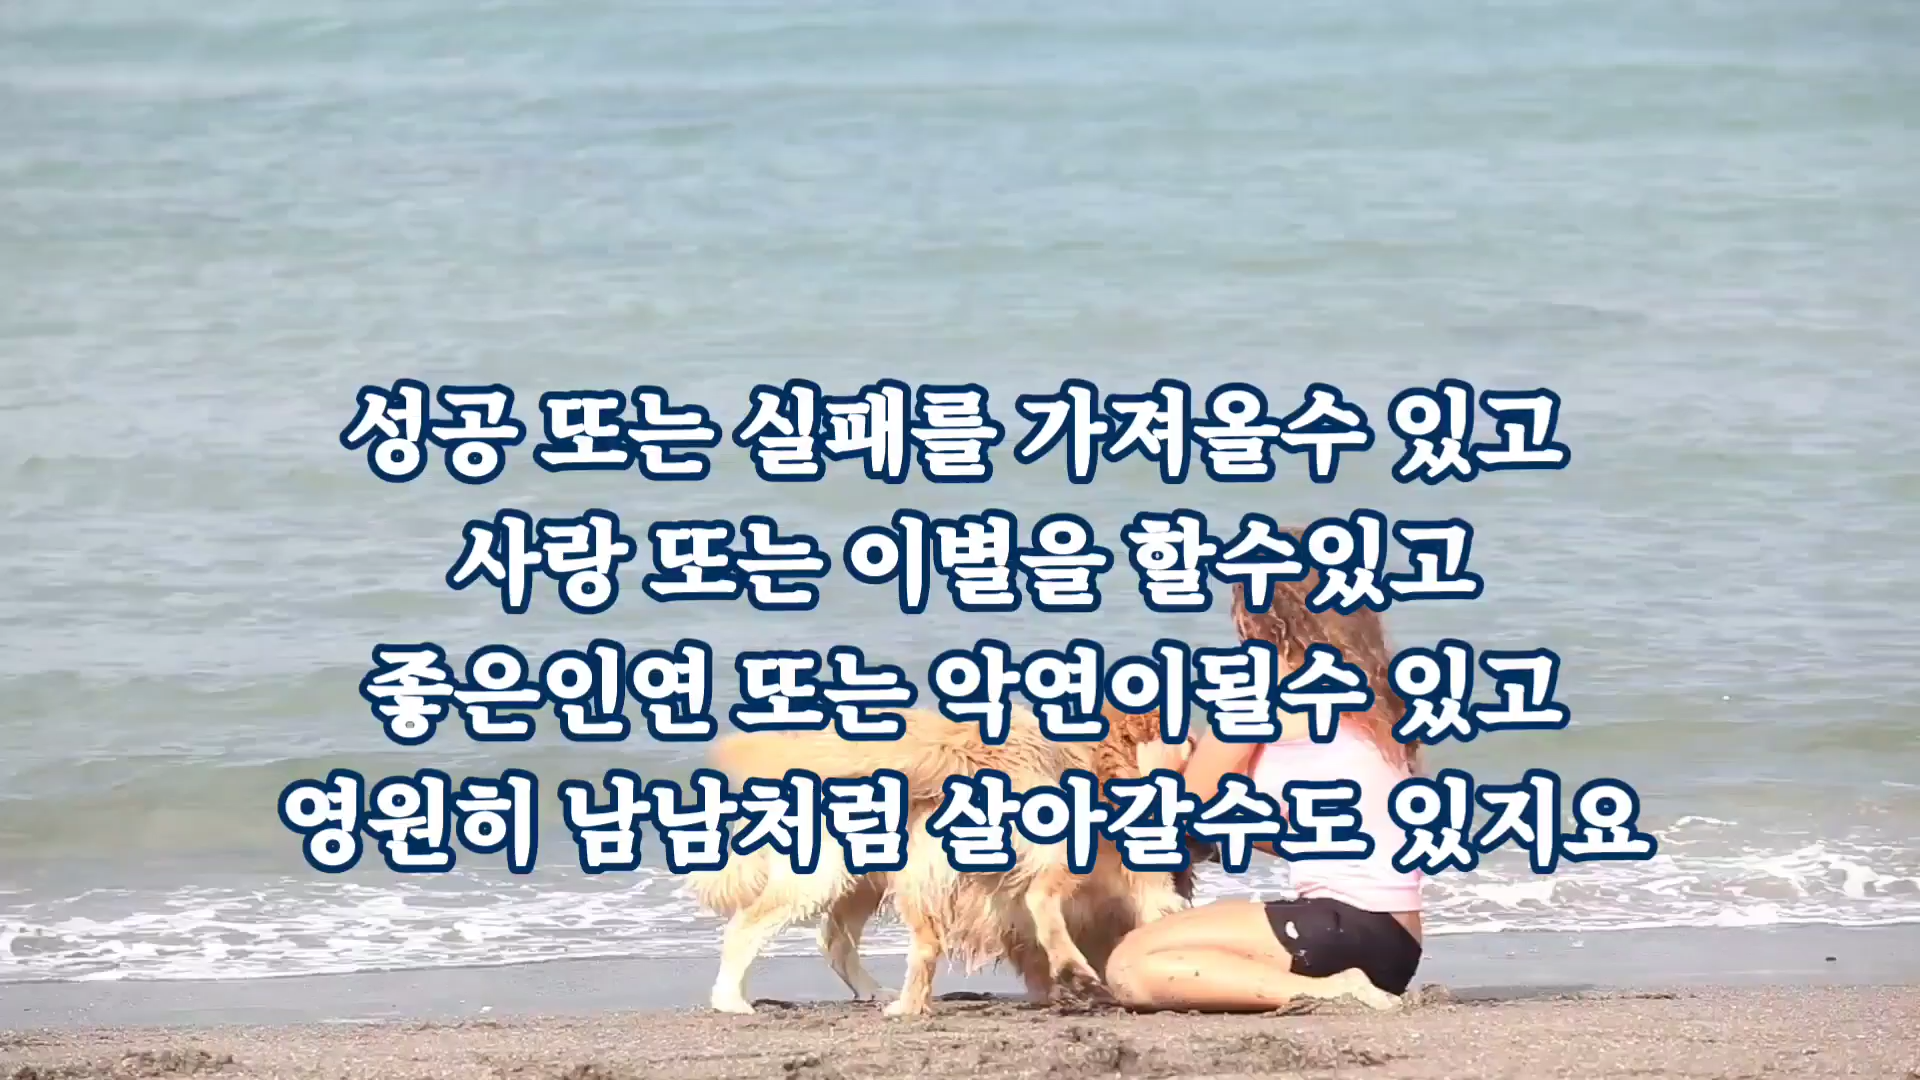 성공 또는 실패를 가져올수 있고
사랑 또는 이별을 할수있고
좋은인연 또는 악연이될수 있고
영원히 남남처럼 살아갈수도 있지요